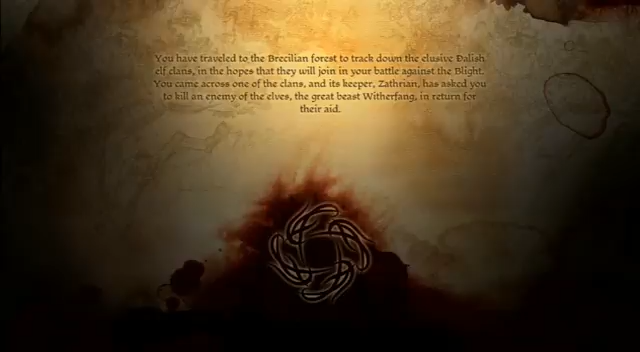 You have traveled to the Brecilian forest to track down the elusive Dalish
elf clans, in the hopes that they will join in your battle against the Blight.
You came across one of the clans, and its keeper, Zathrian, has asked you
to kill an enemy of the elves, the great beast Witherfang, in return for
their aid.